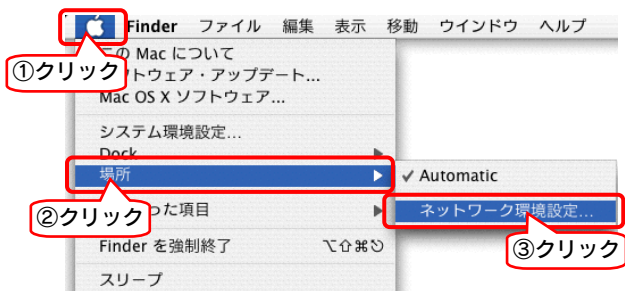 Finder ファイル 編集 表示 移動 ウインドウ ヘルプ
①クリック
の Mac について
トウェア・アップデート...
Mac OS X ソフトウェア...
システム環境設定...
Dock
場所
✓ Automatic
ネットワーク環境設定...
②クリック
った項目
③クリック
Finder を強制終了 ⌥⇧⌘⎋
スリープ